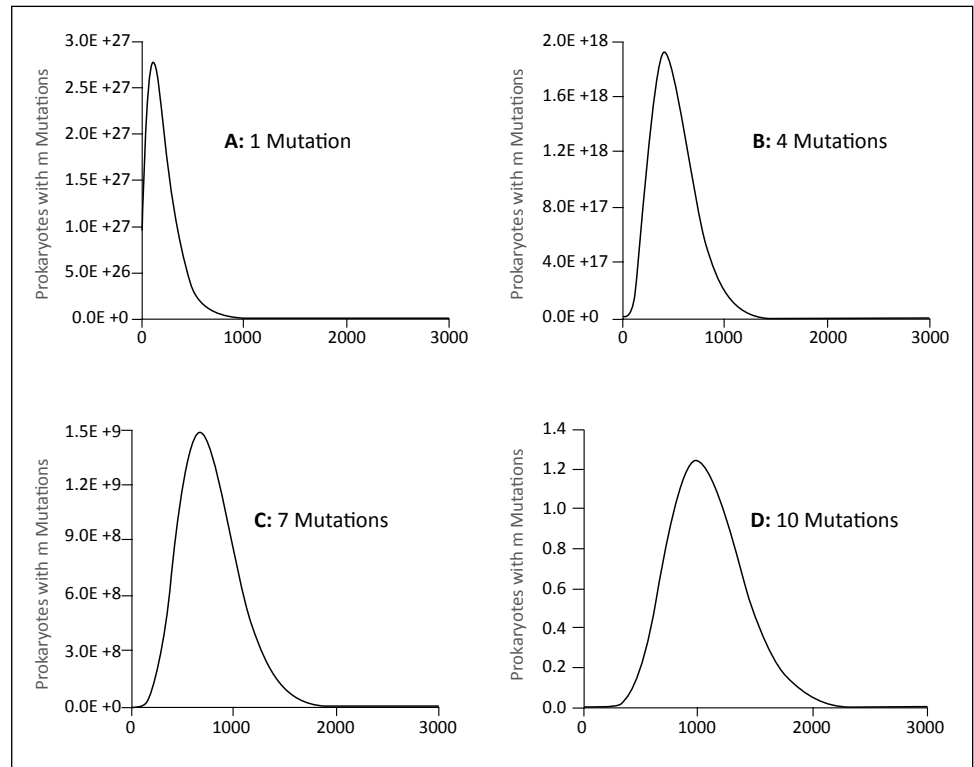 Prokaryotes with m Mutations
3.0E +27
2.5E +27
2.0E +27
1.5E +27
1.0E +27
5.0E +26
0.0E +0
A: 1 Mutation
0 1000 2000 3000
Prokaryotes with m Mutations
2.0E +18
1.6E +18
1.2E +18
8.0E +17
4.0E +17
0.0E +0
B: 4 Mutations
0 1000 2000 3000
Prokaryotes with m Mutations
1.5E +9
1.2E +9
9.0E +8
6.0E +8
3.0E +8
0.0E +0
C: 7 Mutations
0 1000 2000 3000
Prokaryotes with m Mutations
1.4
1.2
1.0
0.8
0.6
0.4
0.2
0.0
D: 10 Mutations
0 1000 2000 3000